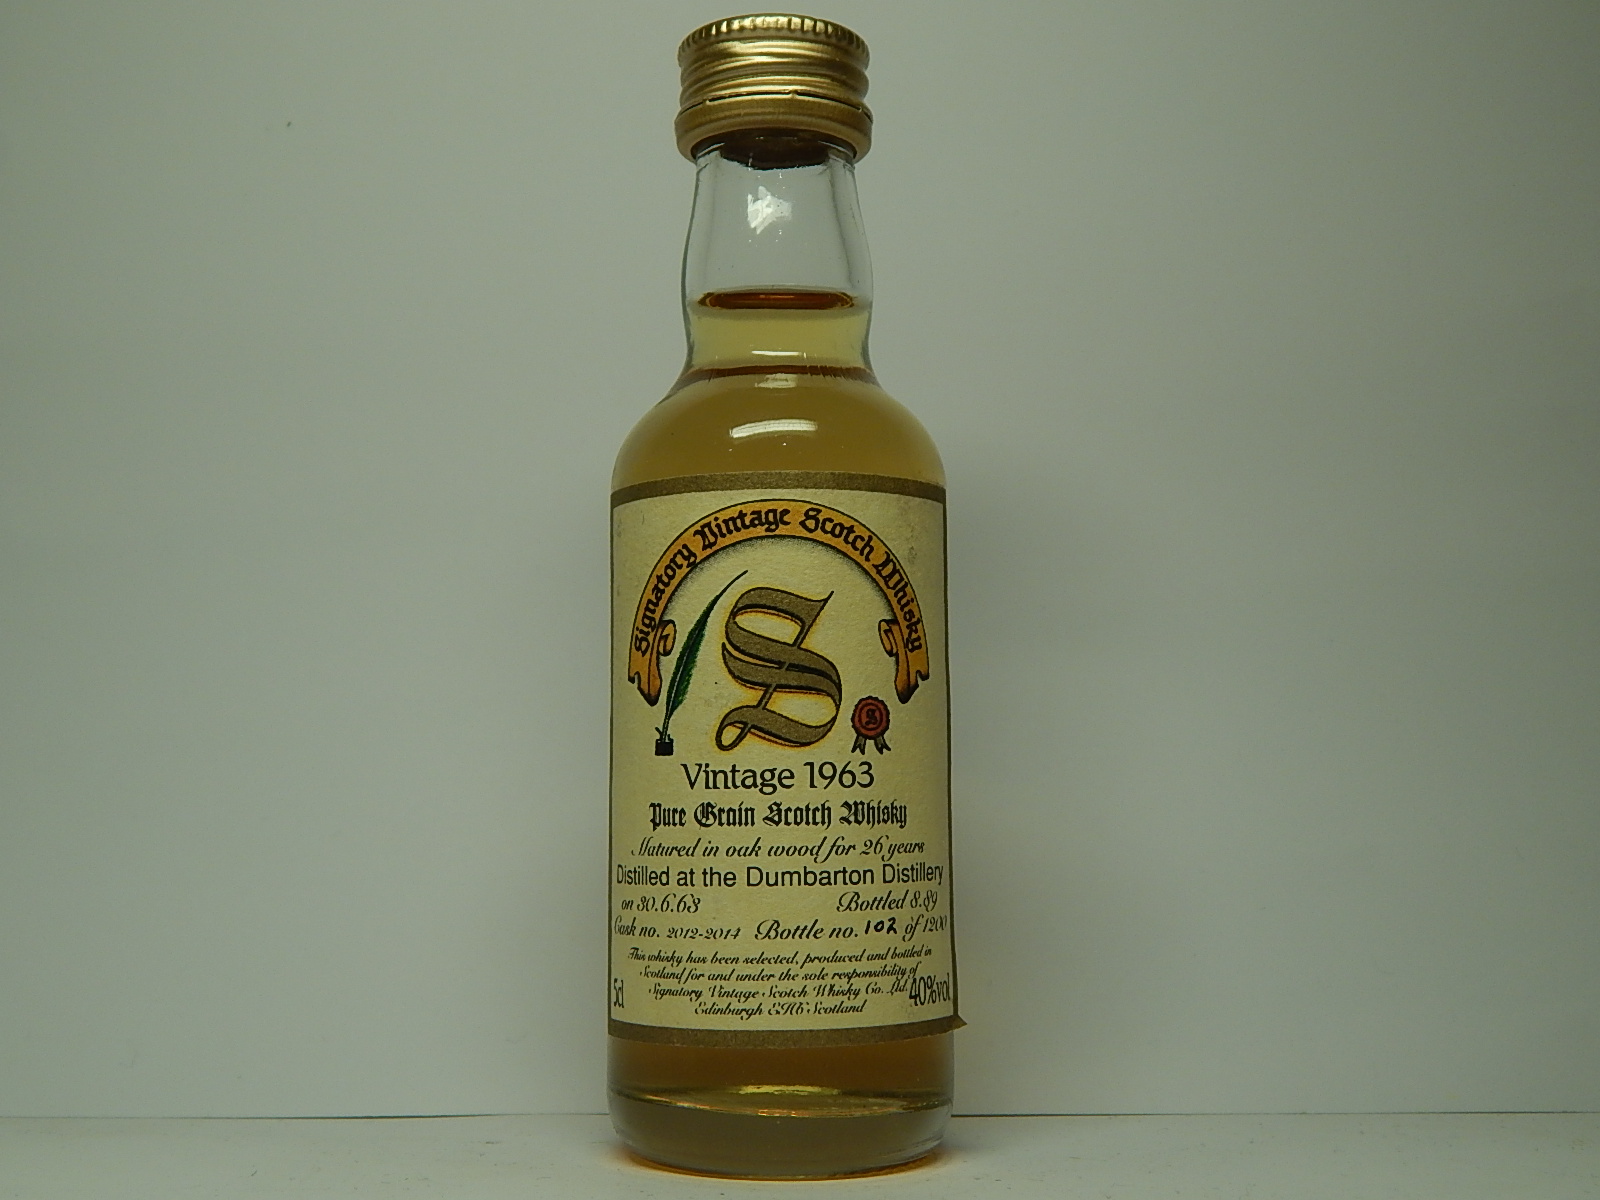 Signatory Vintage Scotch Whisky
S
S
Vintage 1963
Pure Grain Scotch Whisky
Matured in oak wood for 26 years
Distilled at the Dumbarton Distillery
on 30.6.63 Bottled 8.89
Cask no. 2012-2014 Bottle no. 102 of 1200
This whisky has been selected, produced and bottled in
Scotland for and under the sole responsibility of
5cl Signatory Vintage Scotch Whisky Co. Ltd. 40%vol
Edinburgh EH6 Scotland